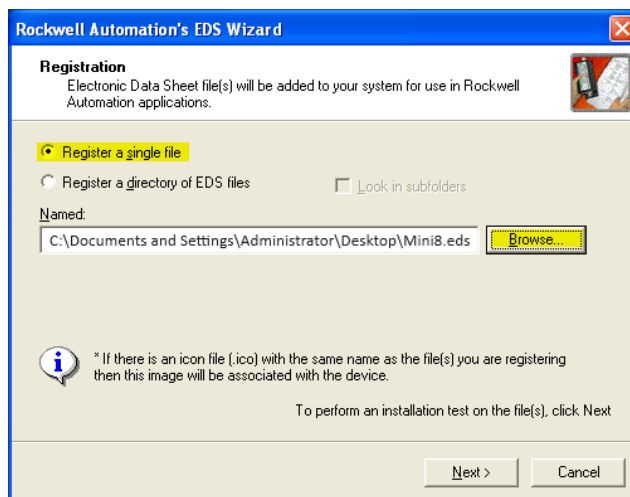 Rockwell Automation's EDS Wizard
Registration
Electronic Data Sheet file(s) will be added to your system for use in Rockwell
Automation applications.
Register a single file
Register a directory of EDS files
Look in subfolders
Named:
C:\Documents and Settings\Administrator\Desktop\Mini8.eds
Browse...
* If there is an icon file (.ico) with the same name as the file(s) you are registering
then this image will be associated with the device.
To perform an installation test on the file(s), click Next
Next >
Cancel